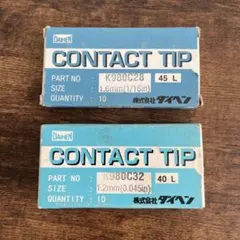 DAIHEN
CONTACT TIP
PART NO : K980C28 45 L
SIZE : 1.6mm(1/16in)
QUANTITY : 10 株式会社ダイヘン
DAIHEN
CONTACT TIP
PART NO : K980C32 40 L
SIZE : 1.2mm(0.045in)
QUANTITY : 10 株式会社ダイヘン